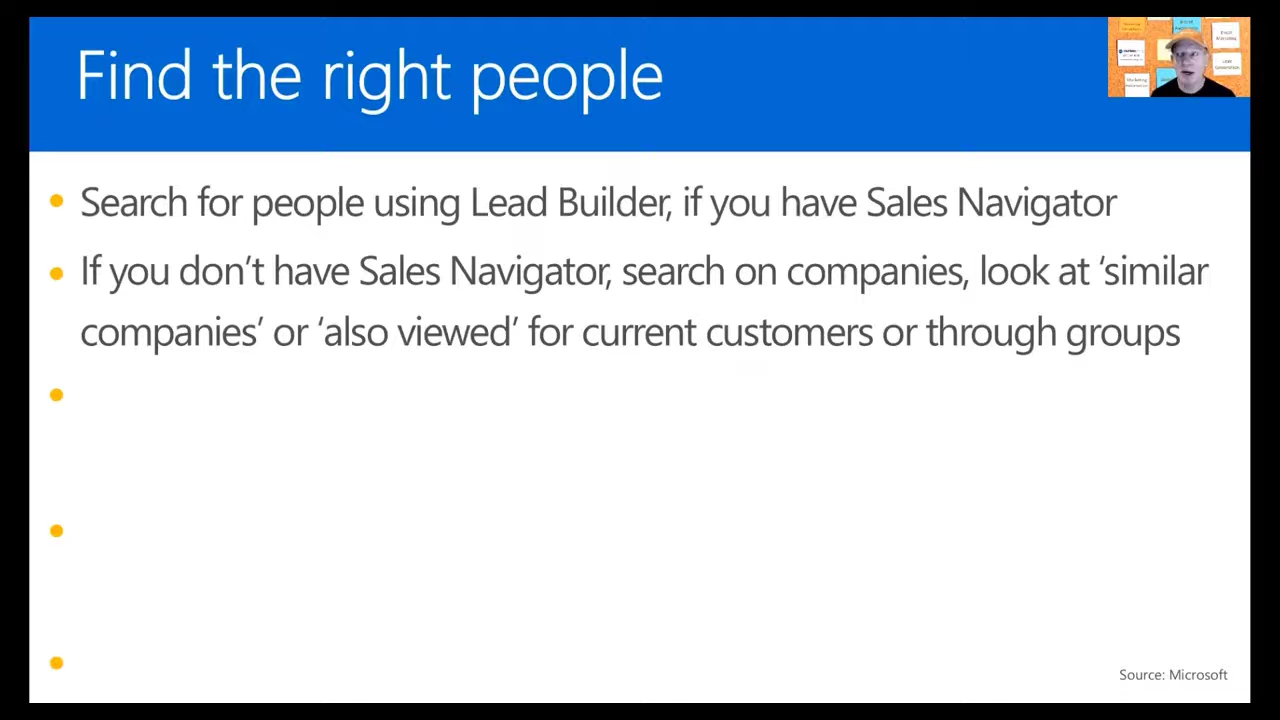 Find the right people
Search for people using Lead Builder, if you have Sales Navigator
If you don’t have Sales Navigator, search on companies, look at ‘similar
companies’ or ‘also viewed’ for current customers or through groups
Source: Microsoft